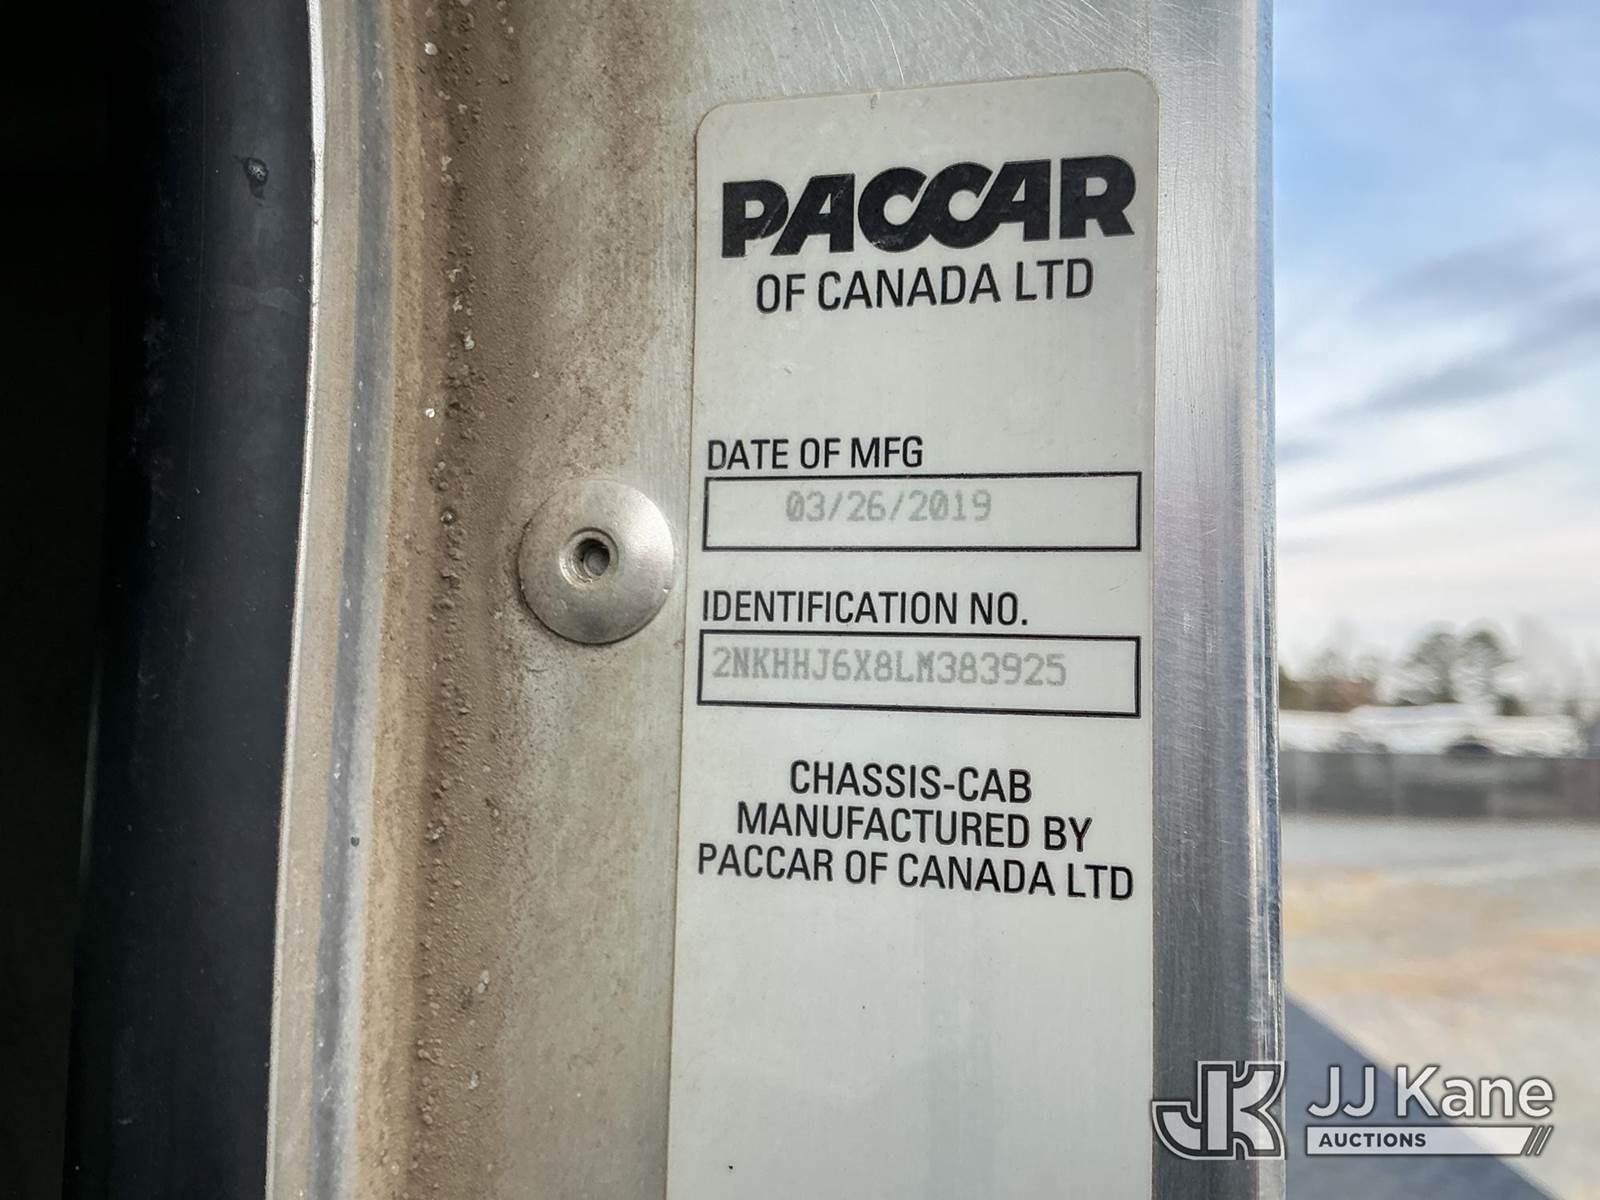 PACCAR
OF CANADA LTD
DATE OF MFG
03/26/2019
IDENTIFICATION NO.
2NKHHJ6X8LM383925
CHASSIS-CAB
MANUFACTURED BY
PACCAR OF CANADA LTD
JK JJ Kane
AUCTIONS